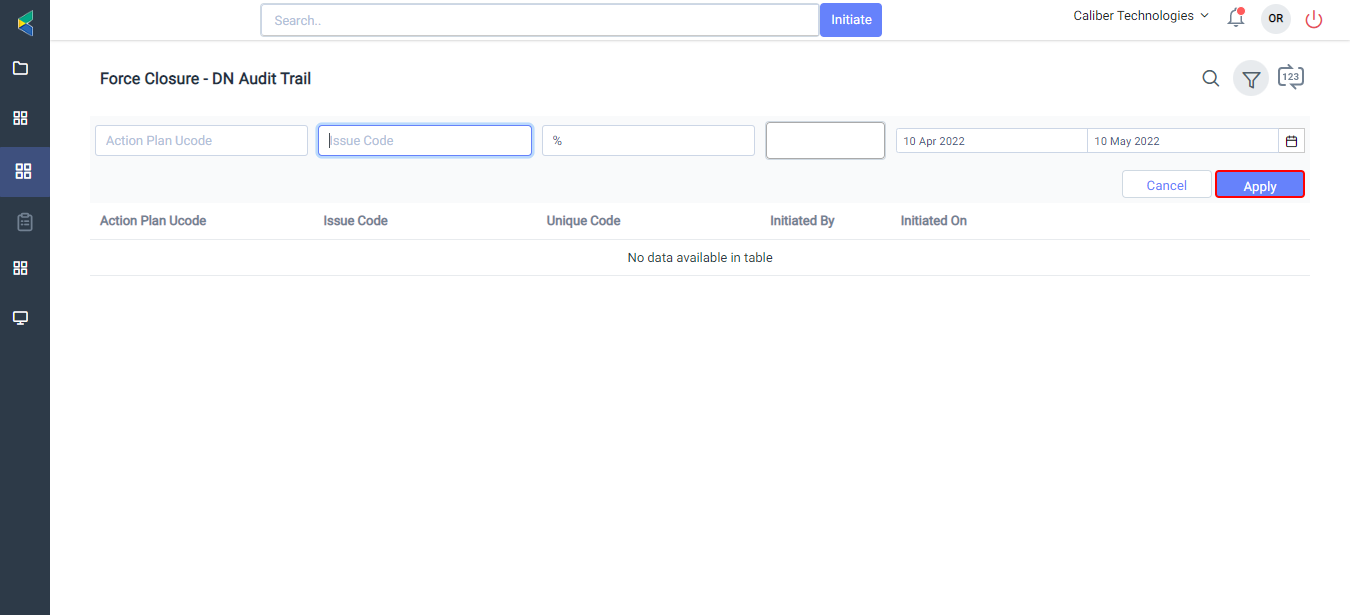 Search..
Initiate
Caliber Technologies
OR
Force Closure - DN Audit Trail
123
Action Plan Ucode
Issue Code
%
10 Apr 2022
10 May 2022
Cancel
Apply
Action Plan Ucode
Issue Code
Unique Code
Initiated By
Initiated On
No data available in table